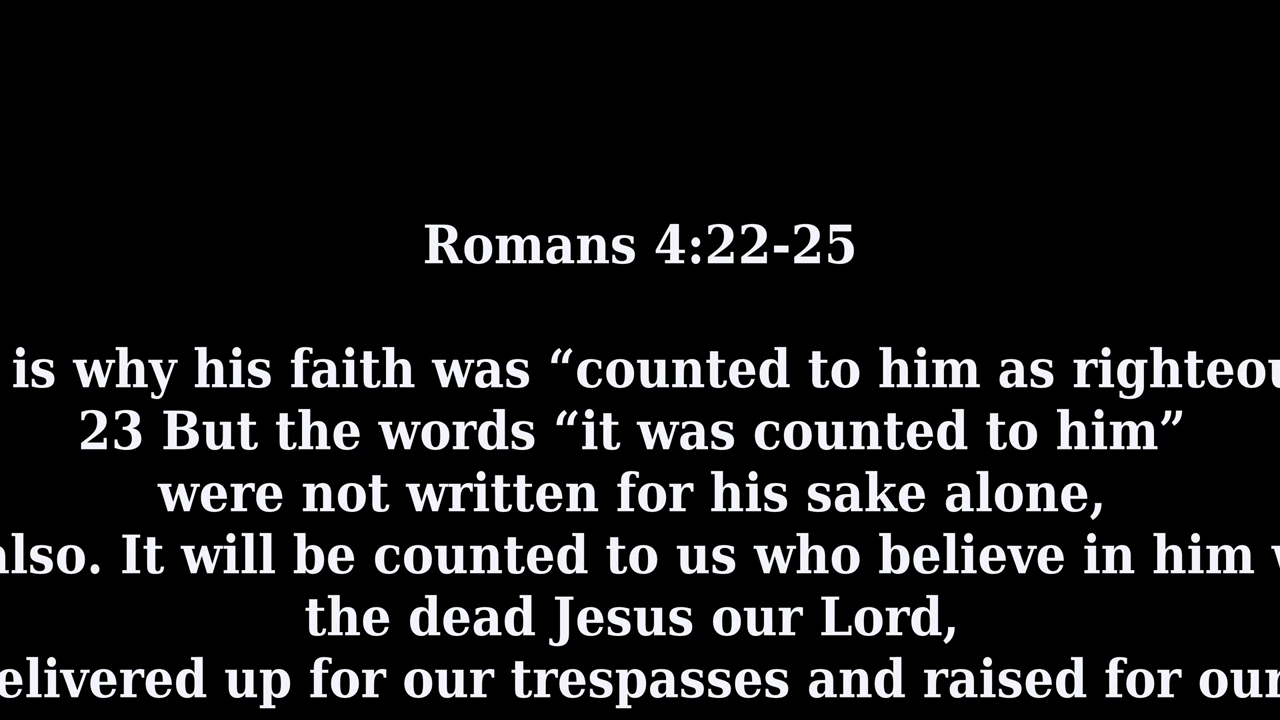 Romans 4:22-25
is why his faith was “counted to him as righteou
23 But the words “it was counted to him”
were not written for his sake alone,
also. It will be counted to us who believe in him
the dead Jesus our Lord,
elivered up for our trespasses and raised for our